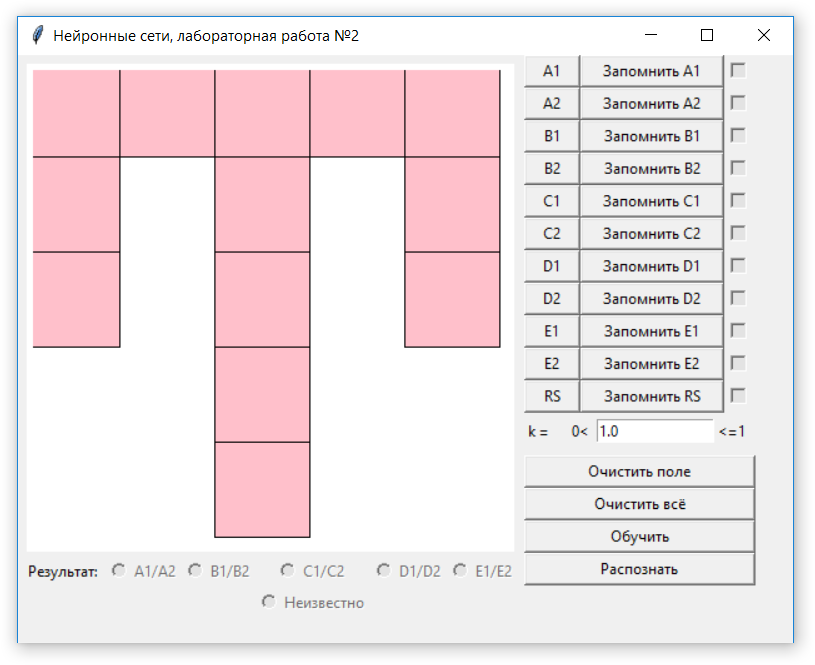 Нейронные сети, лабораторная работа №2
A1 Запомнить A1
A2 Запомнить A2
B1 Запомнить B1
B2 Запомнить B2
C1 Запомнить C1
C2 Запомнить C2
D1 Запомнить D1
D2 Запомнить D2
E1 Запомнить E1
E2 Запомнить E2
RS Запомнить RS
k = 0< 1.0 <=1
Очистить поле
Очистить всё
Обучить
Распознать
Результат: A1/A2 B1/B2 C1/C2 D1/D2 E1/E2
Неизвестно